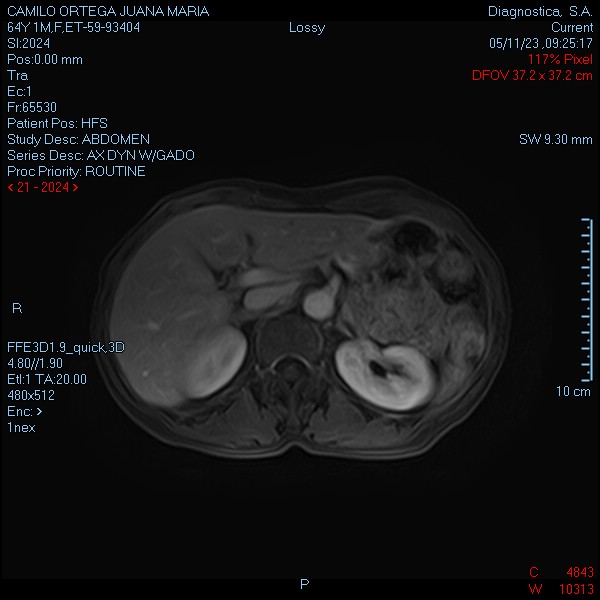 CAMILO ORTEGA JUANA MARIA
64Y 1M,F,ET-59-93404
SI:2024
Pos:0.00 mm
Tra
Ec:1
Fr:65530
Patient Pos: HFS
Study Desc: ABDOMEN
Series Desc: AX DYN W/GADO
Proc Priority: ROUTINE
< 21 - 2024 >
Lossy
Diagnostica, S.A.
Current
05/11/23 ,09:25:17
117% Pixel
DFOV 37.2 x 37.2 cm
SW 9.30 mm
R
FFE3D1.9_quick,3D
4.80//1.90
Etl:1 TA:20.00
480x512
Enc: >
1nex
10 cm
P
C 4843
W 10313